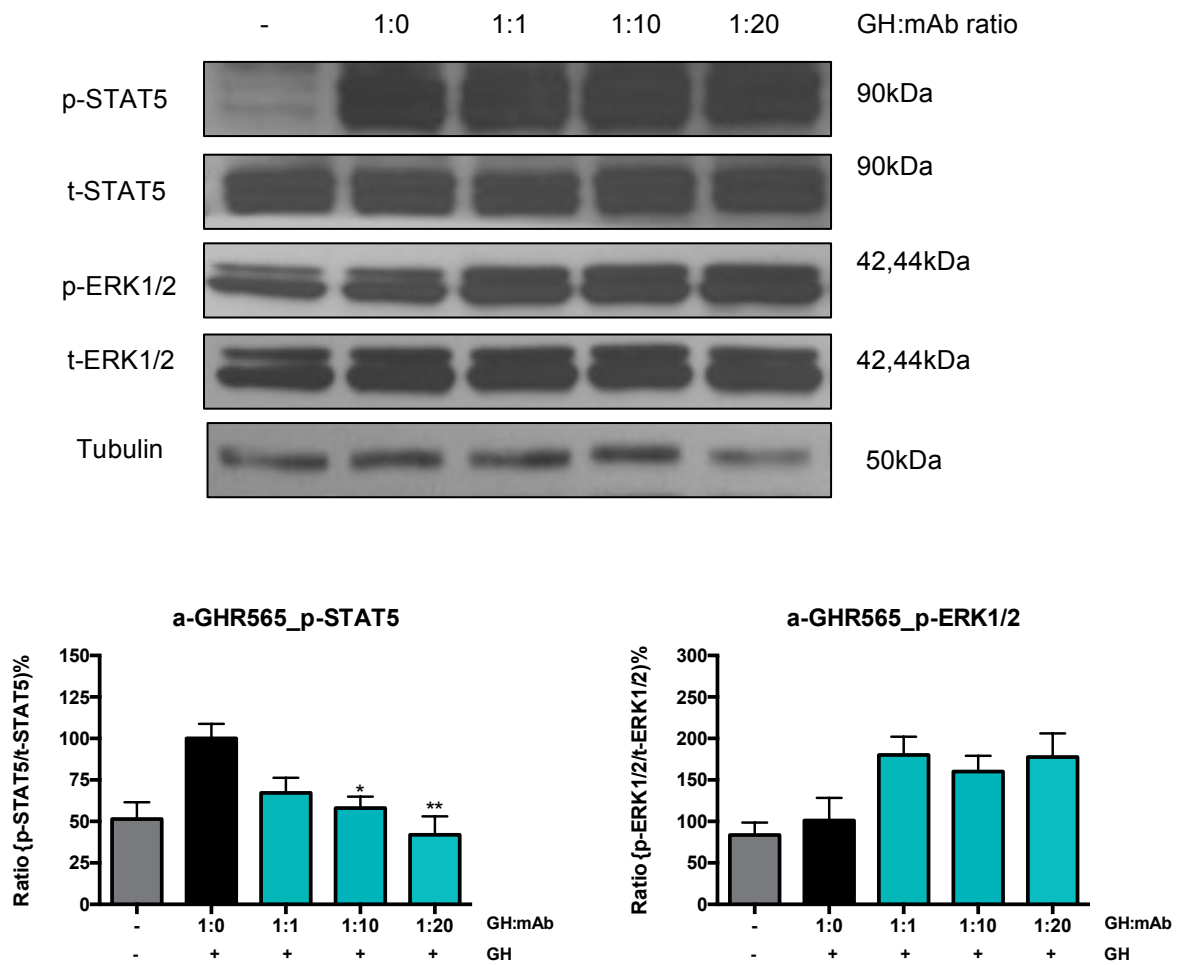 - 1:0 1:1 1:10 1:20 GH:mAb ratio
p-STAT5 90kDa
t-STAT5 90kDa
p-ERK1/2 42,44kDa
t-ERK1/2 42,44kDa
Tubulin 50kDa
a-GHR565_p-STAT5
Ratio {p-STAT5/t-STAT5)%
150
125
100
75
50
25
0
*
**
- 1:0 1:1 1:10 1:20 GH:mAb
- + + + + GH
a-GHR565_p-ERK1/2
Ratio {p-ERK1/2/t-ERK1/2)%
300
250
200
150
100
50
0
- 1:0 1:1 1:10 1:20 GH:mAb
- + + + + GH